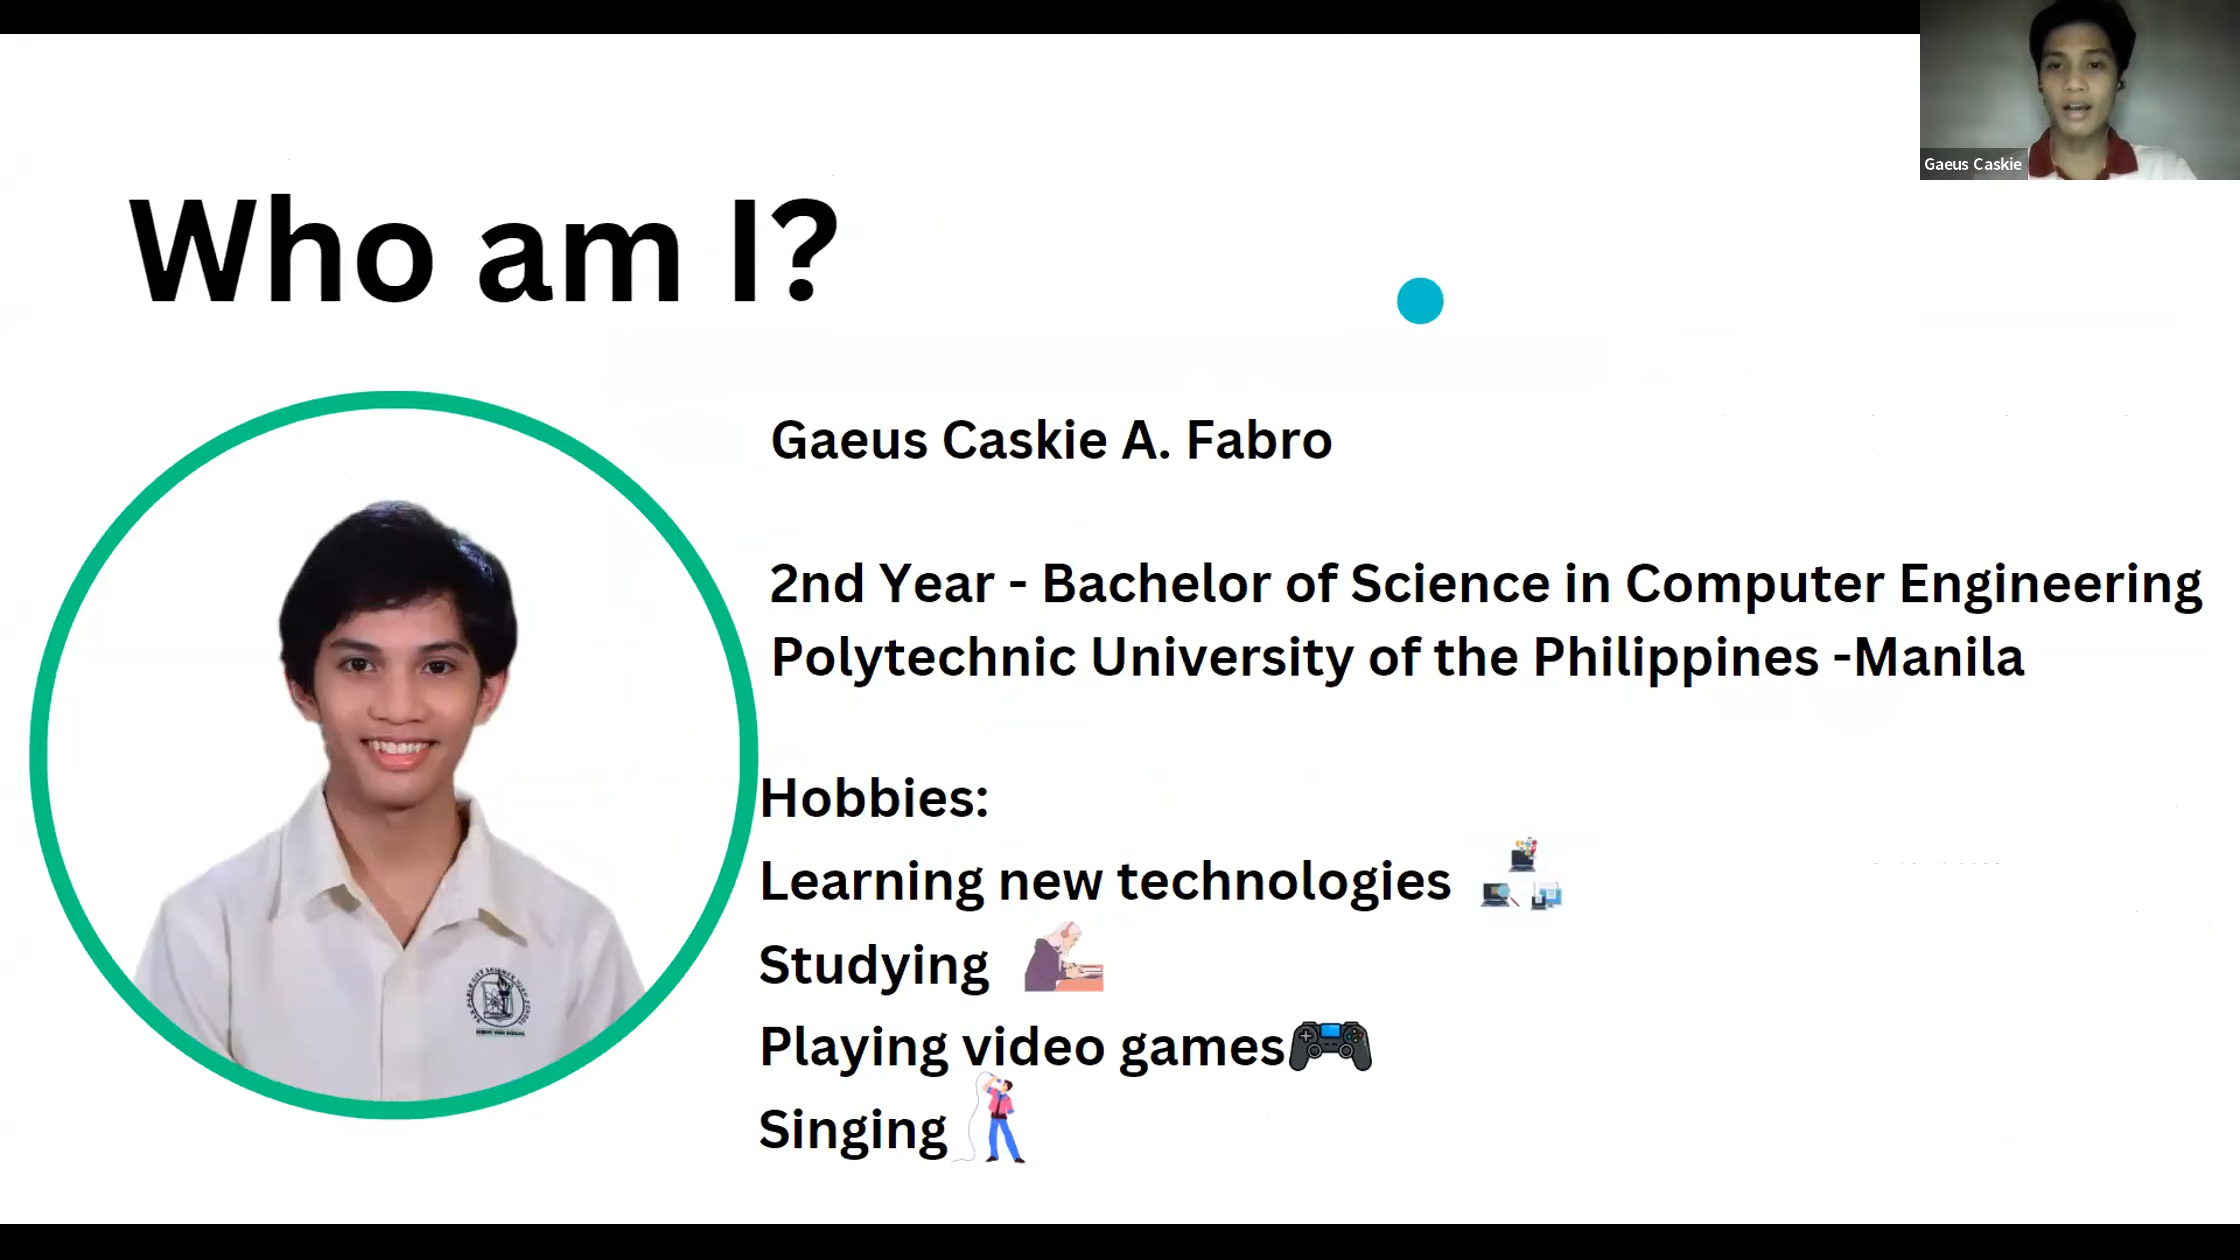 Gaeus Caskie
Who am I?
Gaeus Caskie A. Fabro
2nd Year - Bachelor of Science in Computer Engineering
Polytechnic University of the Philippines -Manila
Hobbies:
Learning new technologies
Studying
Playing video games
Singing